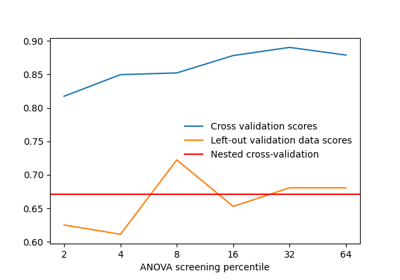 0.90
0.85
0.80
0.75
0.70
0.65
0.60
Cross validation scores
Left-out validation data scores
Nested cross-validation
2 4 8 16 32 64
ANOVA screening percentile